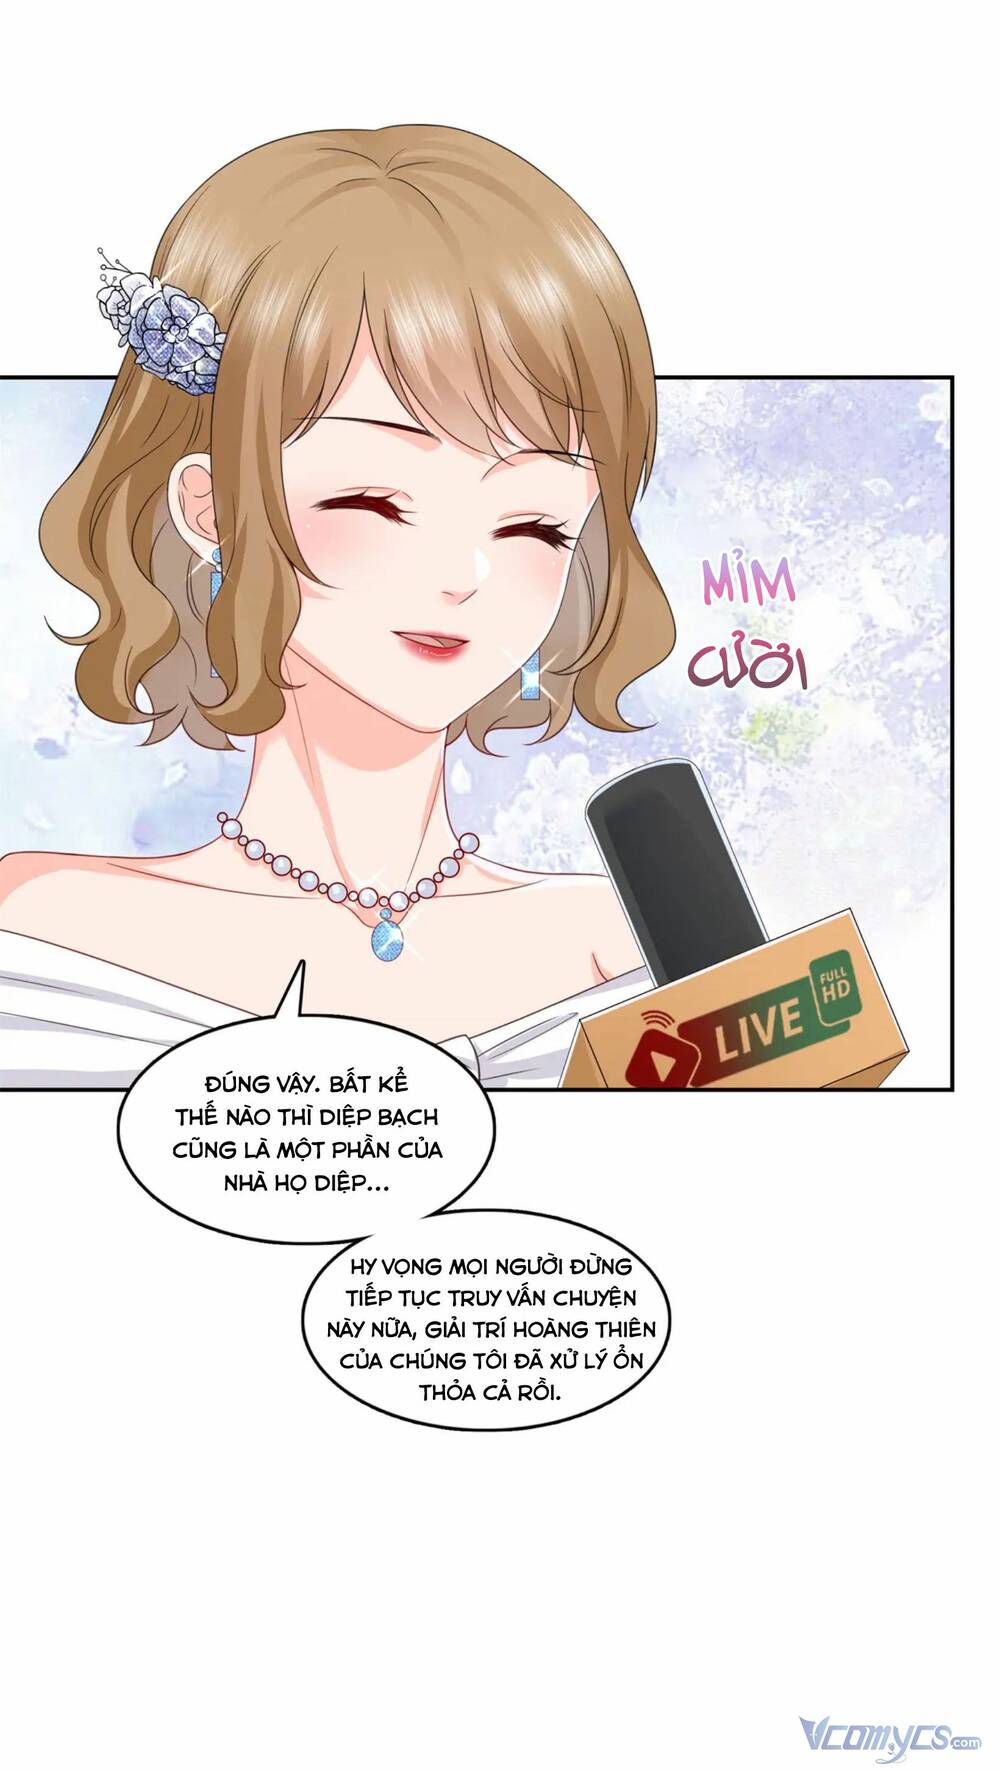 MỈM
CƯỜI
LIVE
FULL
HD
ĐÚNG VẬY. BẤT KỂ
THẾ NÀO THÌ DIỆP BẠCH
CŨNG LÀ MỘT PHẦN CỦA
NHÀ HỌ DIỆP...
HY VỌNG MỌI NGƯỜI ĐỪNG
TIẾP TỤC TRUY VẤN CHUYỆN
NÀY NỮA, GIẢI TRÍ HOÀNG THIÊN
CỦA CHÚNG TÔI ĐÃ XỬ LÝ ỔN
THỎA CẢ RỒI.
VCOMYCS.com